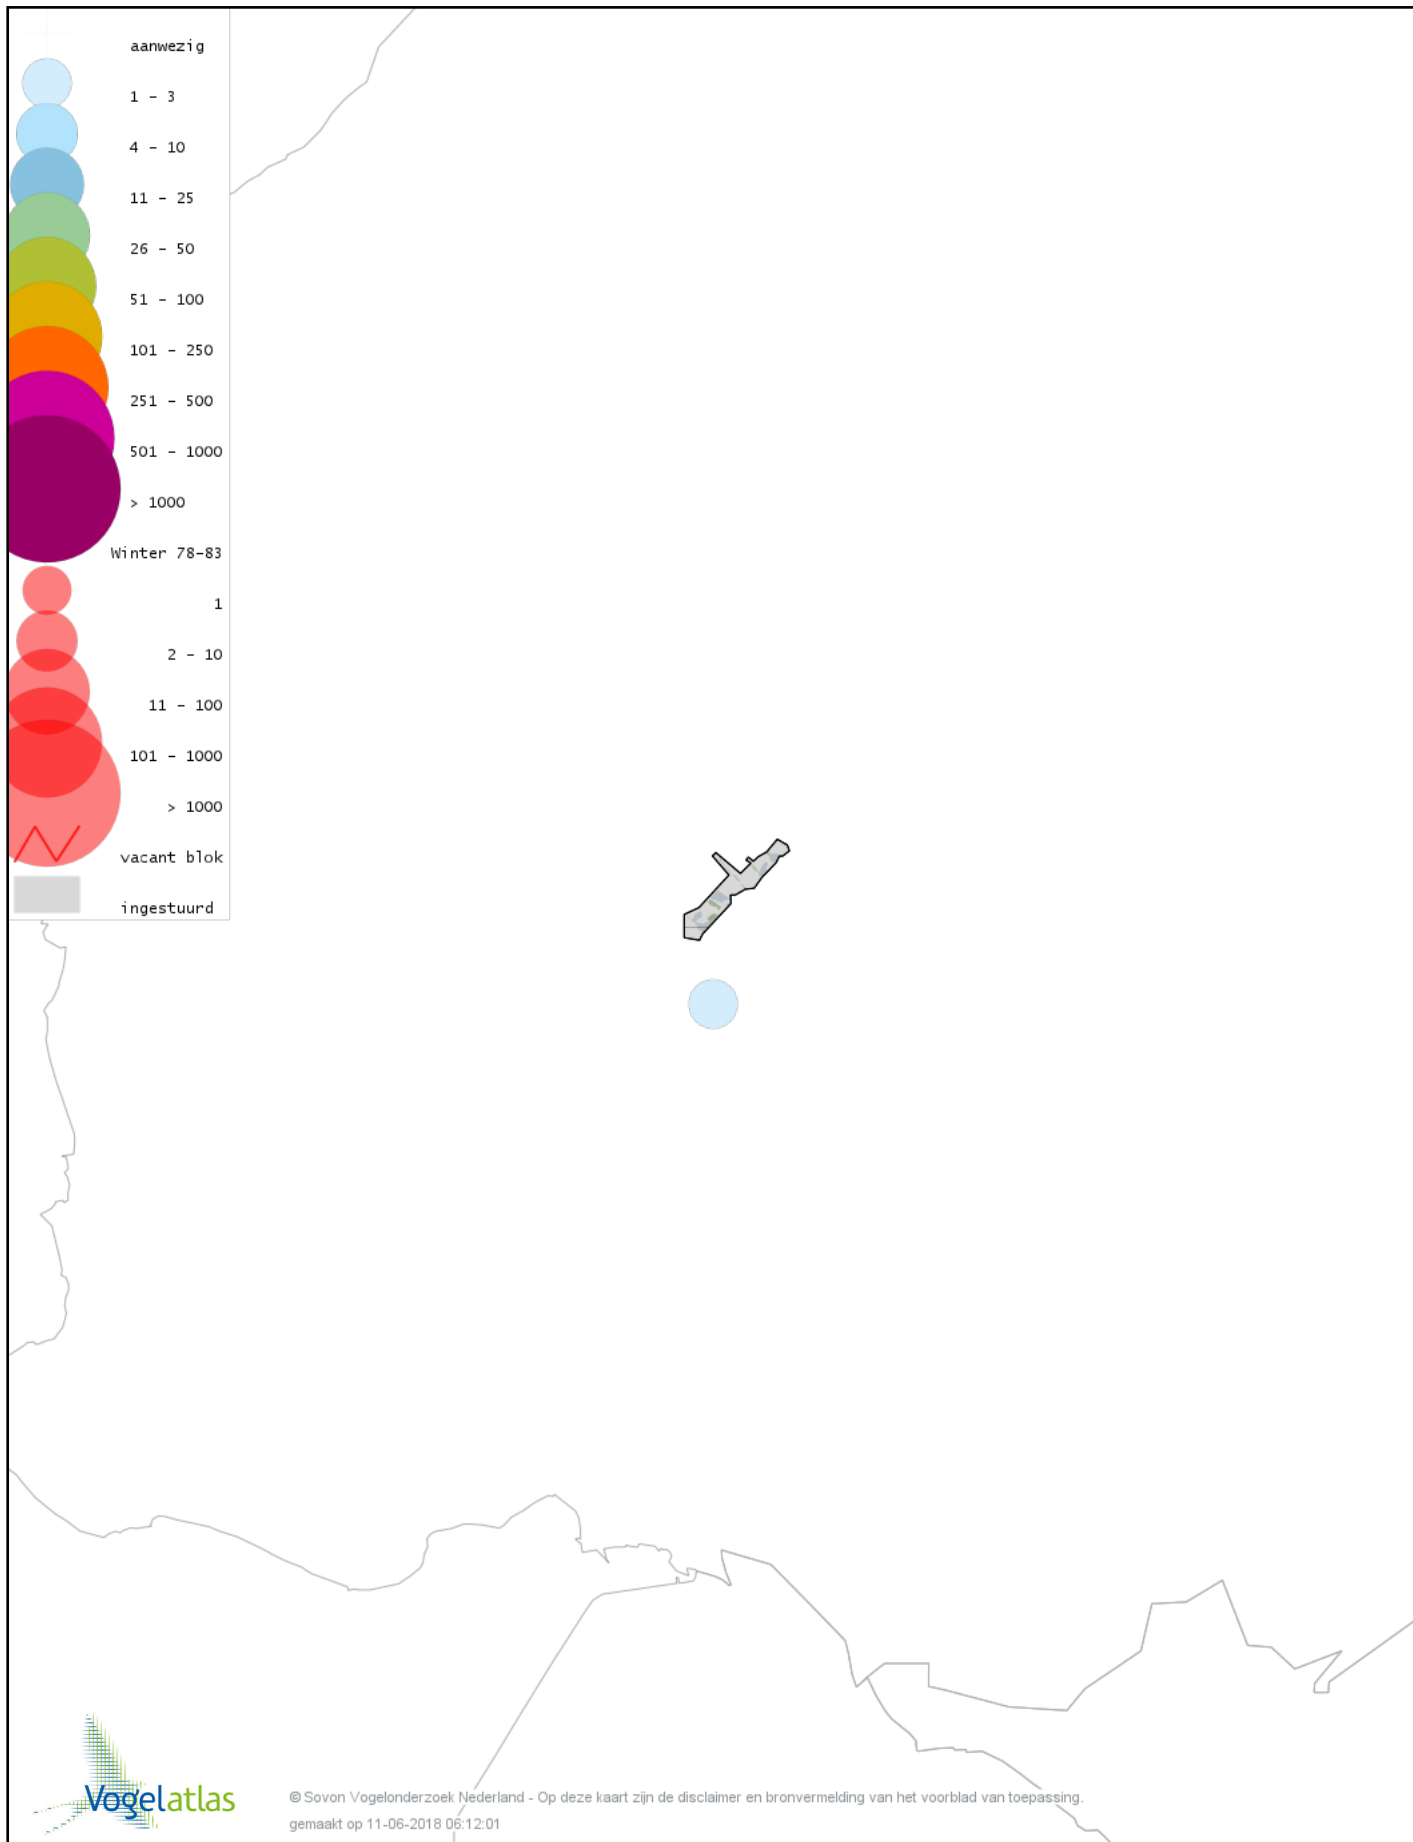 aanwezig
1 - 3
4 - 10
11 - 25
26 - 50
51 - 100
101 - 250
251 - 500
501 - 1000
> 1000
Winter 78-83
1
2 - 10
11 - 100
101 - 1000
> 1000
vacant blok
ingestuurd
Vogelatlas
© Sovon Vogelonderzoek Nederland - Op deze kaart zijn de disclaimer en bronvermelding van het voorblad van toepassing.
gemaakt op 11-06-2018 06:12:01